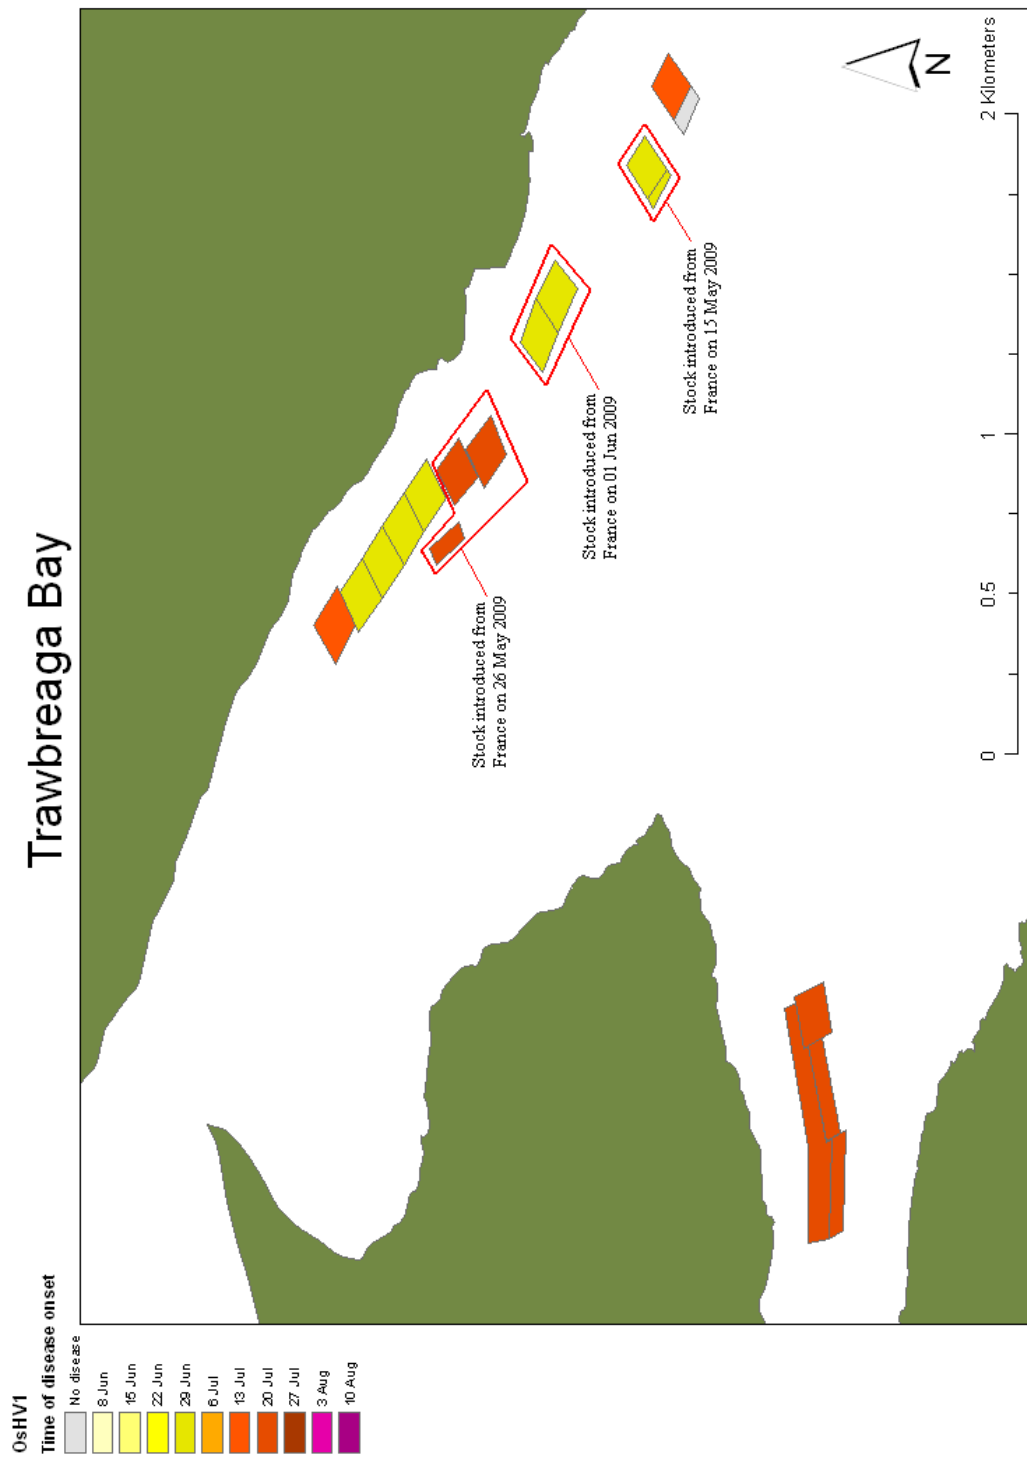 Trawbreaga Bay
OsHV1
Time of disease onset
No disease
8 Jun
15 Jun
22 Jun
29 Jun
6 Jul
13 Jul
20 Jul
27 Jul
3 Aug
10 Aug
Stock introduced from
France on 26 May 2009
Stock introduced from
France on 01 Jun 2009
Stock introduced from
France on 15 May 2009
N
0 0.5 1 2 Kilometers